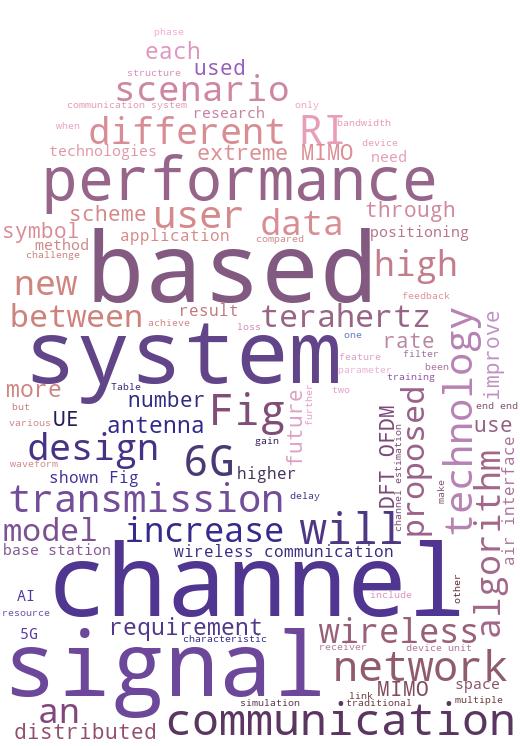 phase
each
structure used
scenario
communication system only
research
when different RI bandwidth
device
technologies extreme MIMO need
performance
scheme user data through
symbol application positioning
method compared
challenge based high
new feedback
between result terahertz
achieve loss one
system rate technology improve
feature filter
parameter been
training
more Table number Fig future further two
but end end
various UE antenna DFT OFDM proposed use
gain
design 6G channel estimation algorithm air interface
waveform shown Fig higher
transmission delay make
model increase will
base station wireless communication
channel other
AI include
resource
5G requirement wireless
characteristic
signal receiver device unit
network
MIMO space
link
an simulation traditional multiple
distributed communication